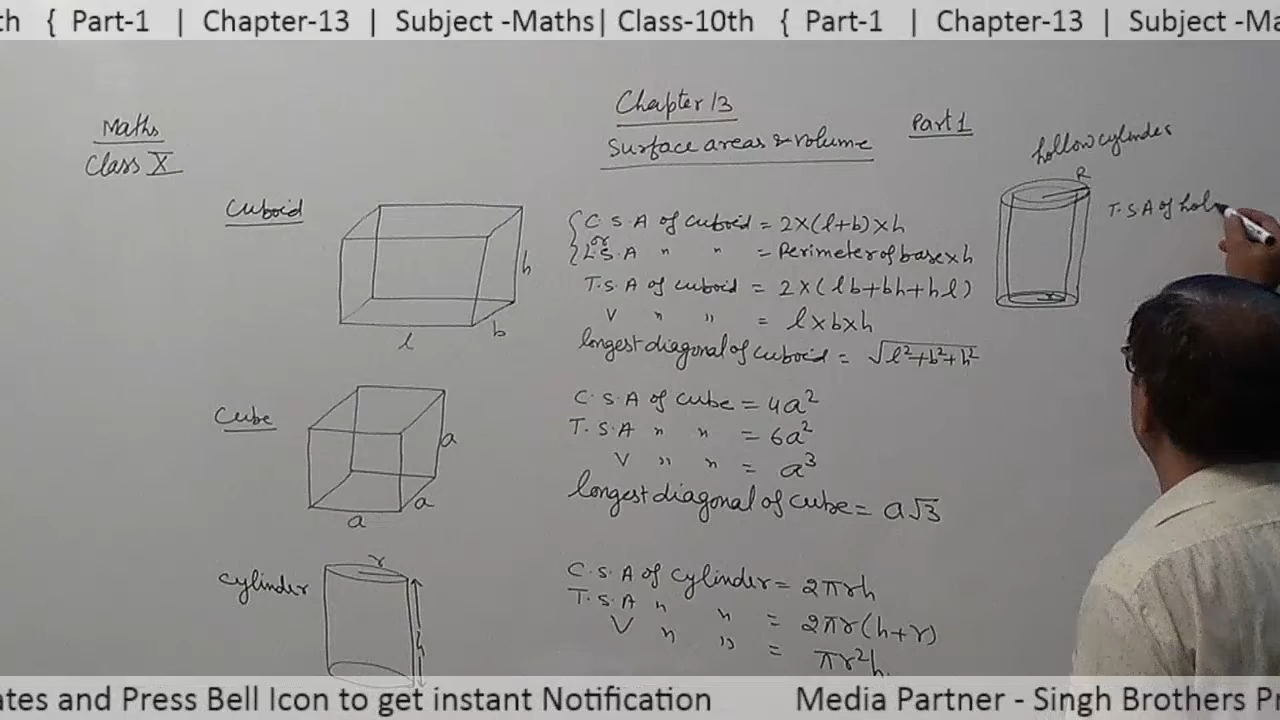 th { Part-1 | Chapter-13 | Subject -Maths| Class-10th { Part-1 | Chapter-13 | Subject -Ma
Maths
Class X
Chapter 13
Surface areas & volume
Part 1
Cuboid
h
b
l
{ C.S.A of cuboid = 2×(l+b)×h
or
L.S.A " " = Perimeter of base×h
T.S.A of cuboid = 2×(lb+bh+hl)
V " " = l×b×h
longest diagonal of cuboid = √l²+b²+h²
hollow cylinder
R
r
T.S.A of hol
Cube
a
a
a
C.S.A of cube = 4a²
T.S.A " " = 6a²
V " " = a³
longest diagonal of cube = a√3
cylinder
r
h
C.S.A of cylinder = 2πrh
T.S.A " " = 2πr(h+r)
V " " = πr²h
ates and Press Bell Icon to get instant Notification Media Partner - Singh Brothers Pr